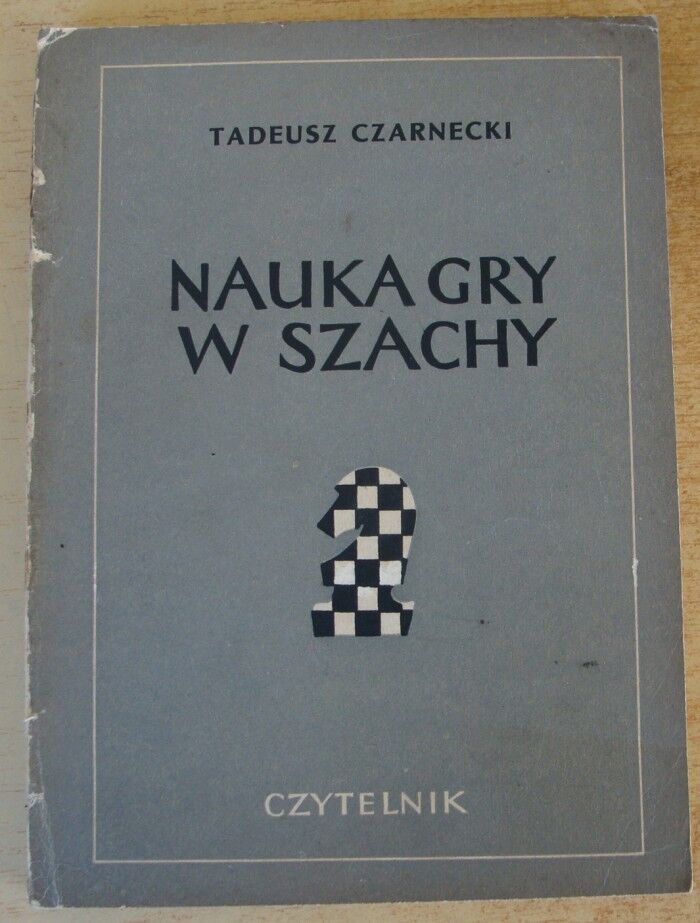 TADEUSZ CZARNECKI
NAUKA GRY
W SZACHY
CZYTELNIK